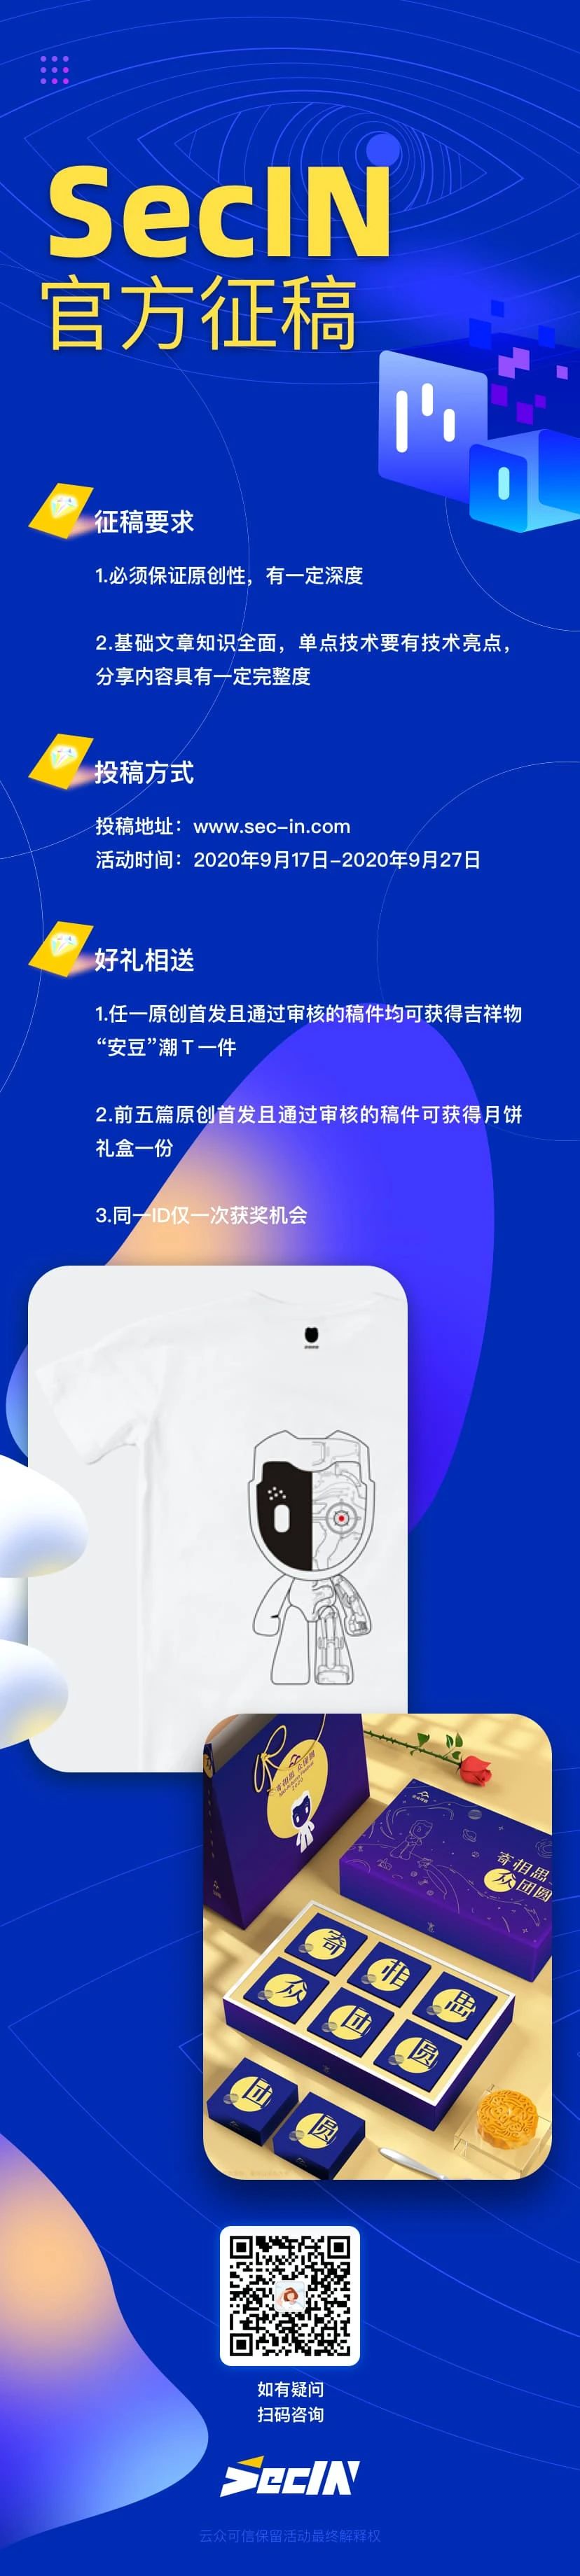 SecIN
官方征稿
征稿要求
1.必须保证原创性，有一定深度
2.基础文章知识全面，单点技术要有技术亮点，
分享内容具有一定完整度
投稿方式
投稿地址：www.sec-in.com
活动时间：2020年9月17日-2020年9月27日
好礼相送
1.任一原创首发且通过审核的稿件均可获得吉祥物
“安豆”潮T一件
2.前五篇原创首发且通过审核的稿件可获得月饼
礼盒一份
3.同一ID仅一次获奖机会
寄相思 众团圆
寄相思
众团圆
寄
相
思
众
团
圆
团
圆
如有疑问
扫码咨询
SecIN
云众可信保留活动最终解释权